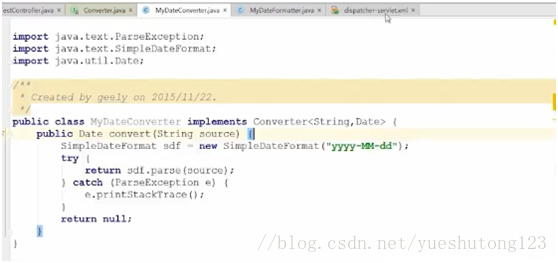 estController.java × Converter.java × MyDateConverter.java × MyDateFormatter.java × dispatcher-servlet.xml ×
import java.text.ParseException;
import java.text.SimpleDateFormat;
import java.util.Date;
/**
 * Created by geely on 2015/11/22.
 */
public class MyDateConverter implements Converter<String,Date> {
    public Date convert(String source) {
        SimpleDateFormat sdf = new SimpleDateFormat("yyyy-MM-dd");
        try {
            return sdf.parse(source);
        } catch (ParseException e) {
            e.printStackTrace();
        }
        return null;
    }
}
https://blog.csdn.net/yueshutong123